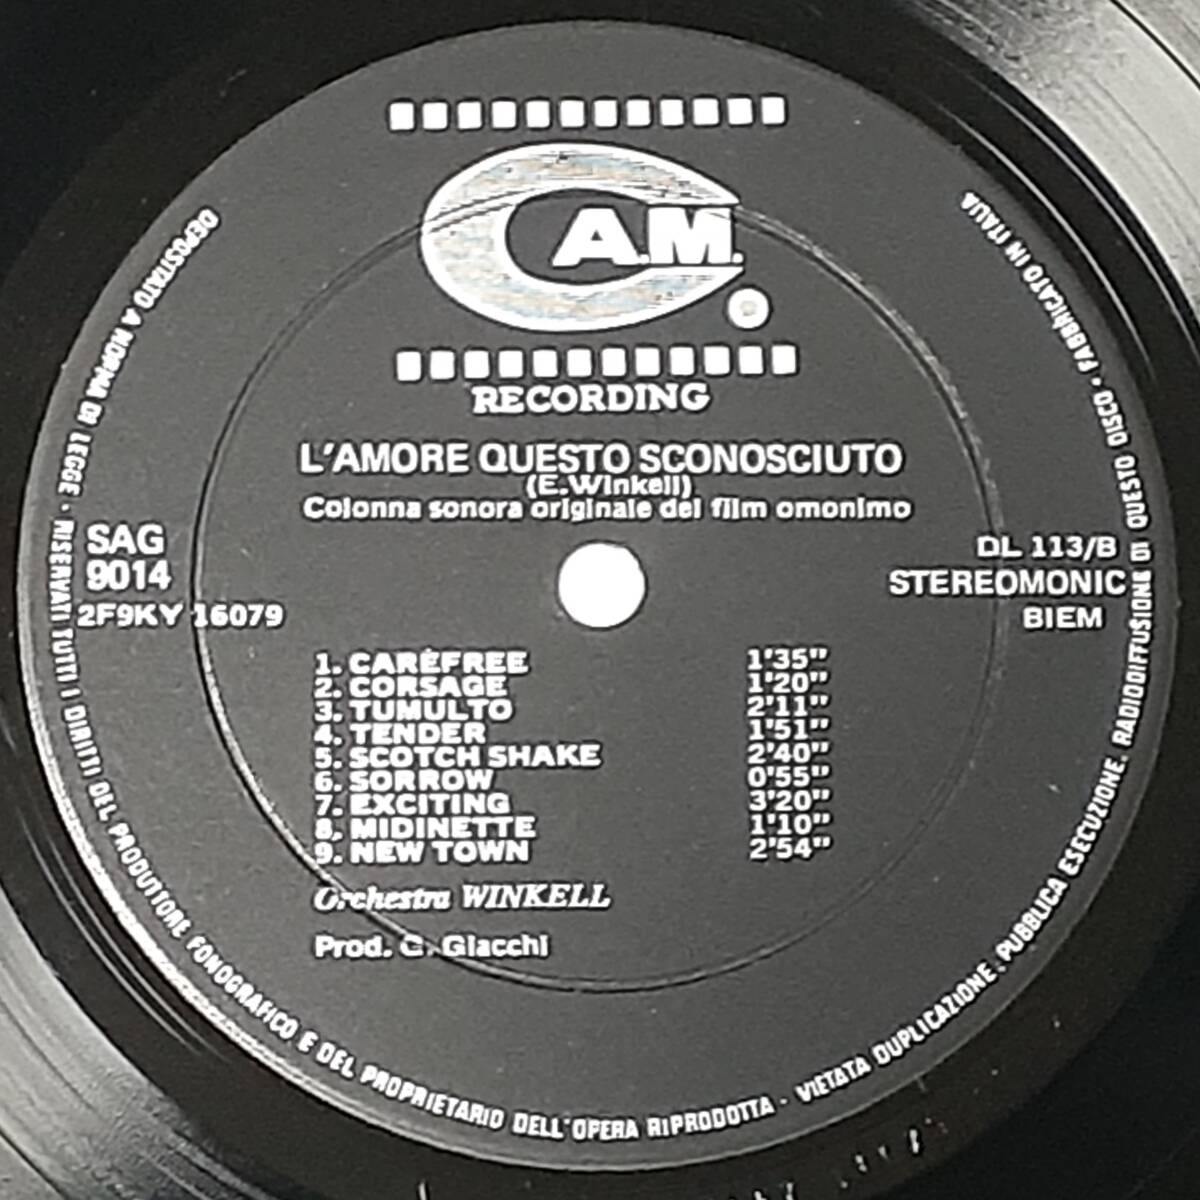 C.A.M.
RECORDING
L'AMORE QUESTO SCONOSCIUTO
(E.Winkell)
Colonna sonora originale del film omonimo
SAG
9014
2F9KY 16079
DL 113/B
STEREOMONIC
BIEM
1. CAREFREE 1'35"
2. CORSAGE 1'20"
3. TUMULTO 2'11"
4. TENDER 1'51"
5. SCOTCH SHAKE 2'40"
6. SORROW 0'55"
7. EXCITING 3'20"
8. MIDINETTE 1'10"
9. NEW TOWN 2'54"
Orchestra WINKELL
Prod. G. Giacchi
DEPOSITATO A NORMA DI LEGGE · RISERVATI TUTTI I DIRITTI DEL PRODUTTORE FONOGRAFICO E DEL PROPRIETARIO DELL'OPERA RIPRODOTTA · VIETATA DUPLICAZIONE, PUBBLICA ESECUZIONE, RADIODIFFUSIONE DI QUESTO DISCO · FABBRICATO IN ITALIA